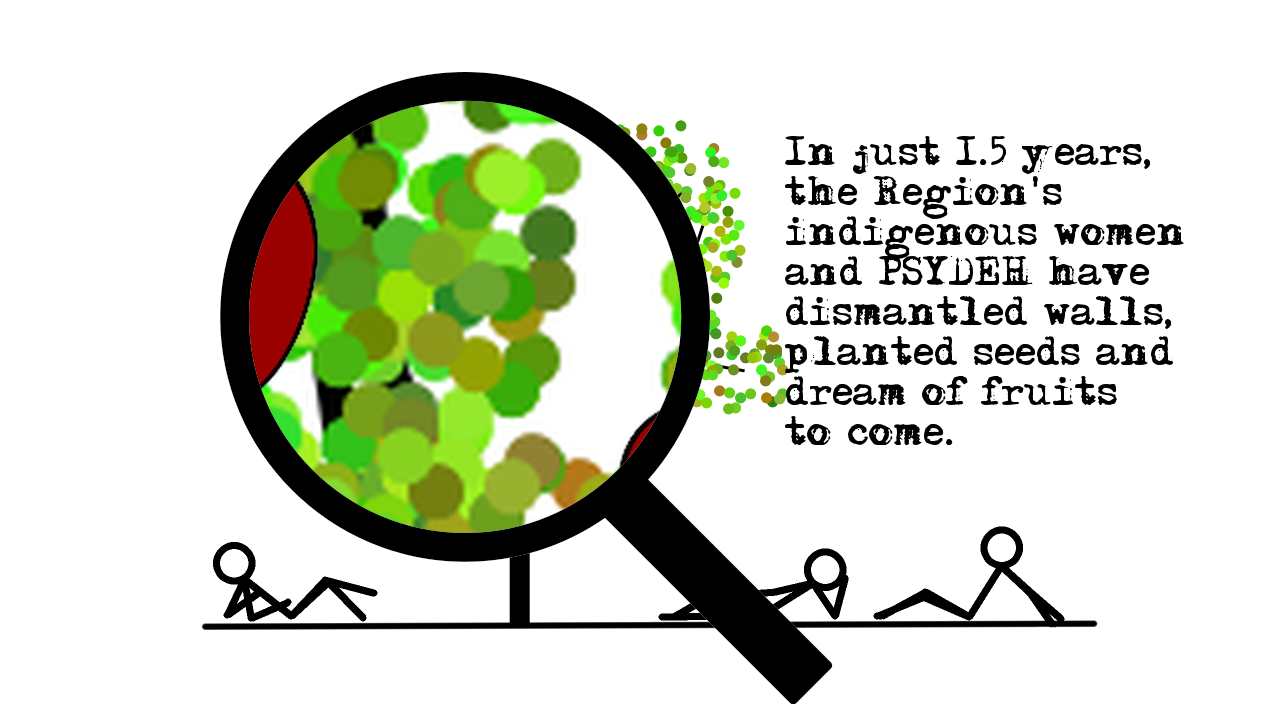 In just 1.5 years,
the Region's
indigenous women
and PSYDEH have
dismantled walls,
planted seeds and
dream of fruits
to come.